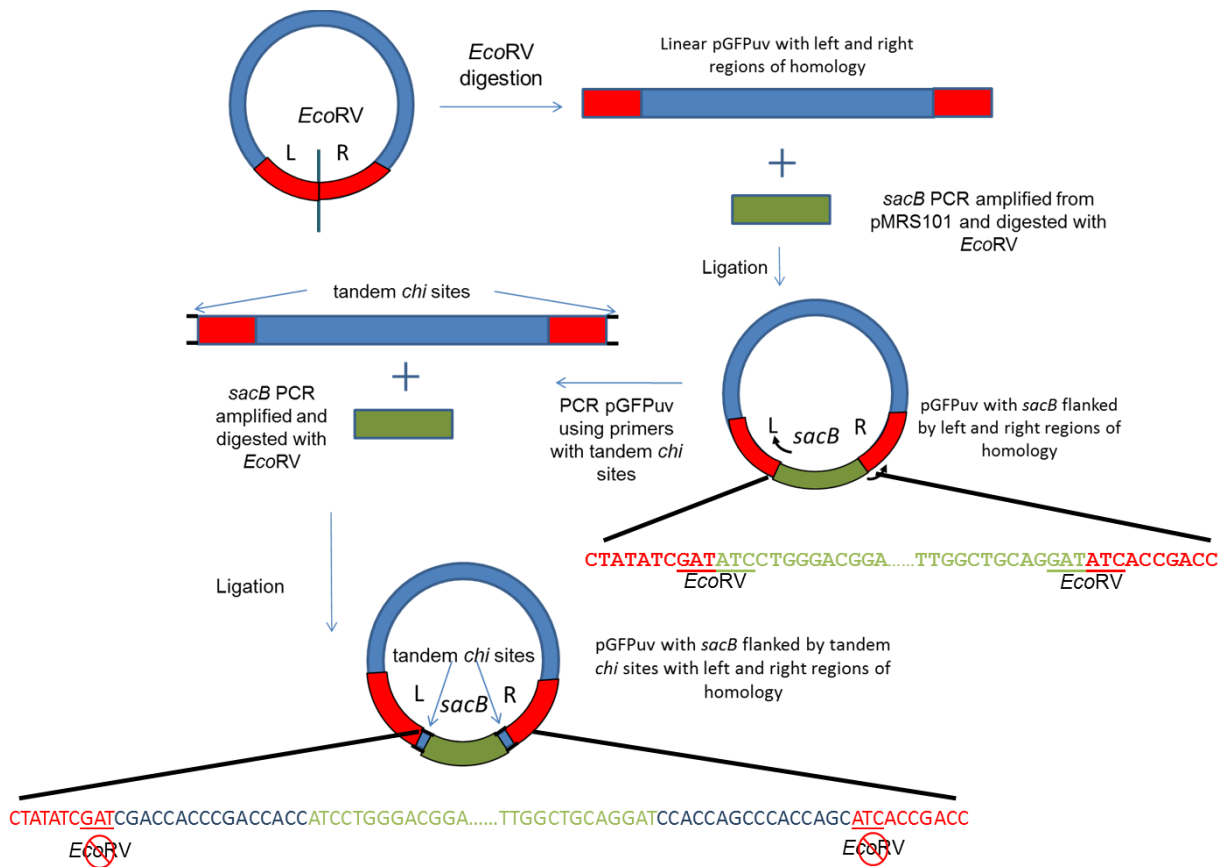 EcoRV
L R
EcoRV
digestion
Linear pGFPuv with left and right
regions of homology
+
sacB PCR amplified from
pMRS101 and digested with
EcoRV
Ligation
L sacB R
pGFPuv with sacB flanked
by left and right regions of
homology
CTATATCGATATCCTGGGACGGA......TTGGCTGCAGGATATCACCGACC
EcoRV EcoRV
PCR pGFPuv
using primers
with tandem chi
sites
tandem chi sites
+
sacB PCR
amplified and
digested with
EcoRV
Ligation
tandem chi sites
L sacB R
pGFPuv with sacB flanked by tandem
chi sites with left and right regions of
homology
CTATATCGATCGACCACCCGACCACCATCCTGGGACGGA......TTGGCTGCAGGATCCACCAGCCCACCAGCATCACCGACC
EcoRV EcoRV